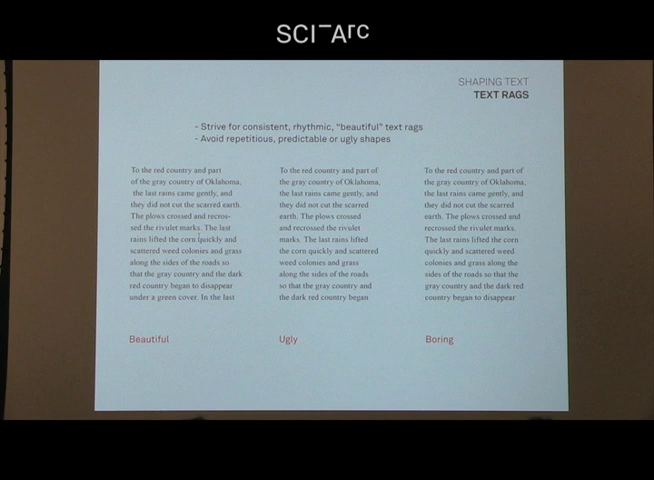 SCI-Arc
SHAPING TEXT
TEXT RAGS
- Strive for consistent, rhythmic, "beautiful" text rags
- Avoid repetitious, predictable or ugly shapes
To the red country and part
of the gray country of Oklahoma,
the last rains came gently, and
they did not cut the scarred earth.
The plows crossed and recros-
sed the rivulet marks. The last
rains lifted the corn quickly and
scattered weed colonies and grass
along the sides of the roads so
that the gray country and the dark
red country began to disappear
under a green cover. In the last
Beautiful
To the red country and part of
the gray country of Oklahoma,
the last rains came gently, and
they did not cut the scarred
earth. The plows crossed
and recrossed the rivulet
marks. The last rains lifted
the corn quickly and scattered
weed colonies and grass
along the sides of the roads
so that the gray country and
the dark red country began
Ugly
To the red country and part of
the gray country of Oklahoma,
the last rains came gently, and
they did not cut the scarred
earth. The plows crossed and
recrossed the rivulet marks.
The last rains lifted the corn
quickly and scattered weed
colonies and grass along the
sides of the roads so that the
gray country and the dark red
country began to disappear
Boring